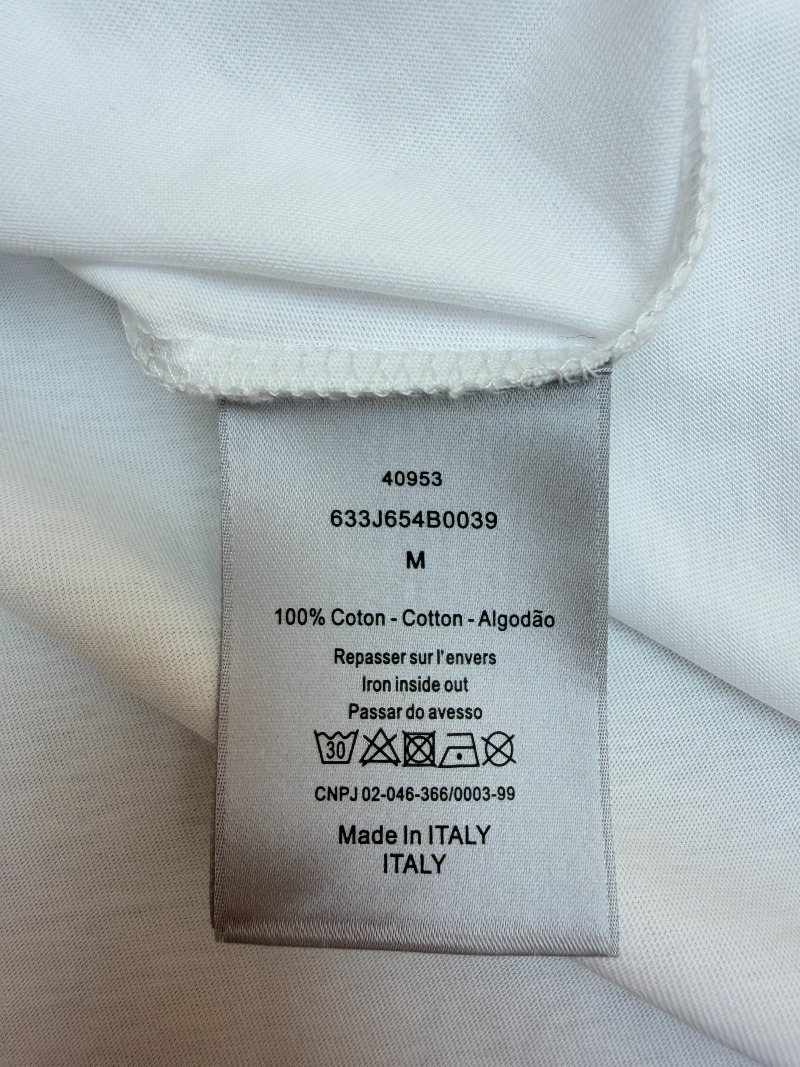 40953
633J654B0039
M
100% Coton - Cotton - Algodão
Repasser sur l'envers
Iron inside out
Passar do avesso
30
CNPJ 02-046-366/0003-99
Made In ITALY
ITALY